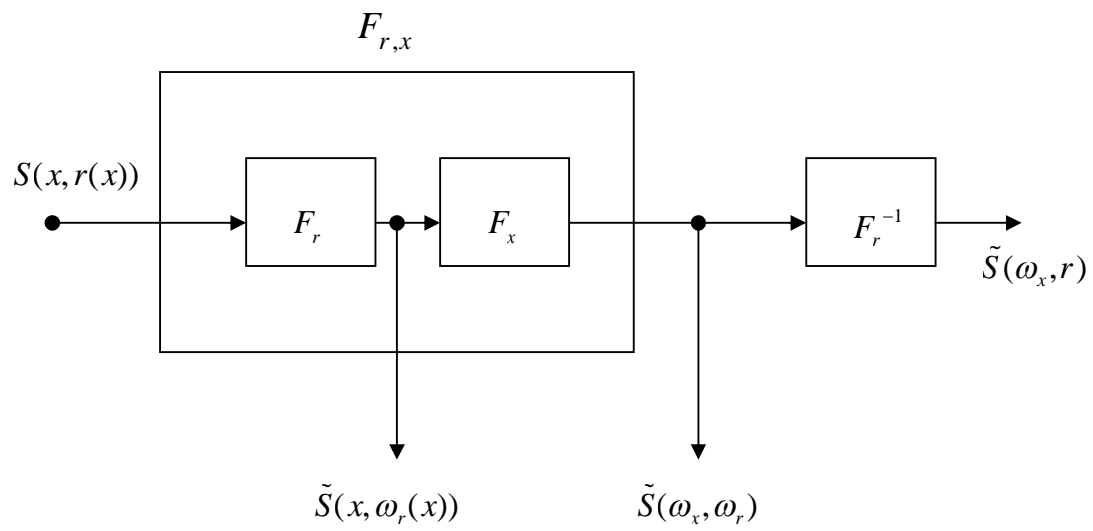 F_{r,x}
S(x, r(x))
F_r
F_x
F_r^{-1}
S̃(ω_x, r)
S̃(x, ω_r(x))
S̃(ω_x, ω_r)